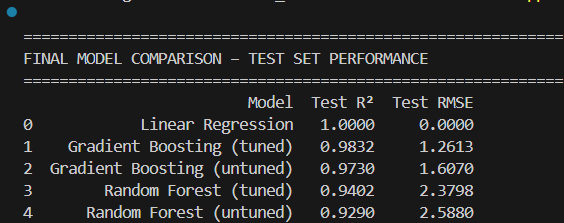 ================================================================
FINAL MODEL COMPARISON – TEST SET PERFORMANCE
================================================================
Model Test R² Test RMSE
0 Linear Regression 1.0000 0.0000
1 Gradient Boosting (tuned) 0.9832 1.2613
2 Gradient Boosting (untuned) 0.9730 1.6070
3 Random Forest (tuned) 0.9402 2.3798
4 Random Forest (untuned) 0.9290 2.5880